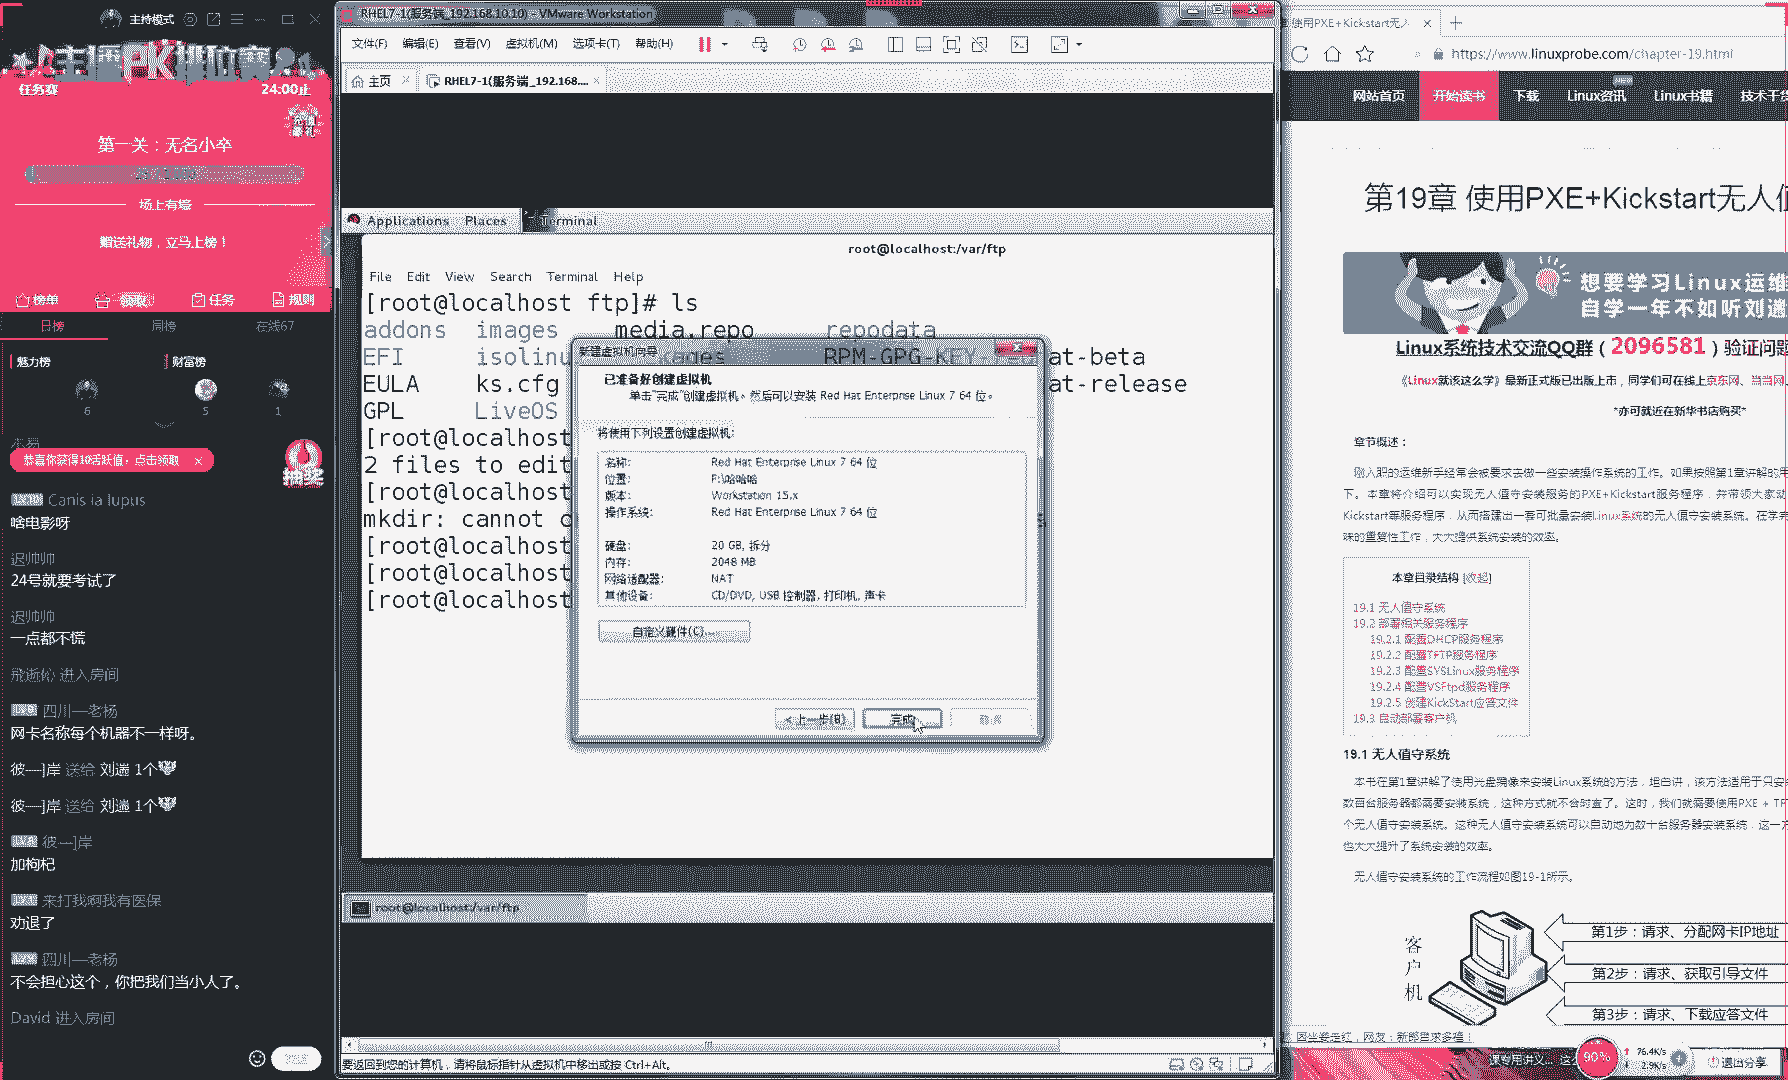 主持模式
任务赛
24:00止
第一关：无名小卒
场上有谁
赠送礼物，立马上榜！
榜单
领取
任务
规则
日榜
周榜
在线67
魅力榜
财富榜
6
5
1
恭喜你获得10活跃值，点击领取
抽奖
Canis ia lupus
啥电影呀
迟帅帅
24号就要考试了
迟帅帅
一点都不慌
进入房间
四川—老杨
网卡名称每个机器不一样呀。
彼—]岸 送给 刘遄 1个
彼—]岸 送给 刘遄 1个
彼—]岸
加枸杞
来打我啊我有医保
劝退了
四川—老杨
不会担心这个，你把我们当小人了。
David 进入房间
RHEL7-1(服务端_192.168.10.10) - VMware Workstation
文件(F) 编辑(E) 查看(V) 虚拟机(M) 选项卡(T) 帮助(H)
主页
RHEL7-1(服务端_192.168....
Applications Places Terminal
root@localhost:/var/ftp
File Edit View Search Terminal Help
[root@localhost ftp]# ls
addons images media.repo repodata
EFI
at-beta
EULA ks.cfg
at-release
GPL LiveOS
[root@localhost
2 files to edit
[root@localhost
mkdir: cannot c
[root@localhost
[root@localhost
[root@localhost
新建虚拟机向导
已准备好创建虚拟机
单击"完成"创建虚拟机。然后可以安装 Red Hat Enterprise Linux 7 64 位。
将使用下列设置创建虚拟机:
名称: Red Hat Enterprise Linux 7 64 位
位置: F:\哈哈哈
版本: Workstation 15.x
操作系统: Red Hat Enterprise Linux 7 64 位
硬盘: 20 GB, 拆分
内存: 2048 MB
网络适配器: NAT
其他设备: CD/DVD, USB 控制器, 打印机, 声卡
自定义硬件(C)...
< 上一步(B)
完成
取消
root@localhost:/var/ftp
要返回到您的计算机，请将鼠标指针从虚拟机中移出或按 Ctrl+Alt。
使用PXE+Kickstart无人
https://www.linuxprobe.com/chapter-19.html
网站首页
开始读书
下载
Linux资讯
NEW
Linux书籍
技术干货
第19章 使用PXE+Kickstart无人值
想要学习Linux运维
自学一年不如听刘遄
Linux系统技术交流QQ群（2096581）验证问题
《Linux就该这么学》最新正式版已出版上市，同学们可在线上京东网、当当网
*亦可就近在新华书店购买*
章节概述：
刚入职的运维新手经常会被要求去做一些安装操作系统的工作。如果按照第1章讲解的用
下。本章将介绍可以实现无人值守安装服务的PXE+Kickstart服务程序，并带领大家动
Kickstart等服务程序，从而搭建出一套可批量安装Linux系统的无人值守安装系统。在学完
味的重复性工作，大大提供系统安装的效率。
本章目录结构 [收起]
19.1 无人值守系统
19.2 部署相关服务程序
19.2.1 配置DHCP服务程序
19.2.2 配置TFTP服务程序
19.2.3 配置SYSLinux服务程序
19.2.4 配置VSFtpd服务程序
19.2.5 创建KickStart应答文件
19.3 自动部署客户机
19.1 无人值守系统
本书在第1章讲解了使用光盘镜像来安装Linux系统的方法，坦白讲，该方法适用于只安装
数百台服务器都需要安装系统，这种方式就不合时宜了。这时，我们就需要使用PXE + TF
个无人值守安装系统。这种无人值守安装系统可以自动地为数十台服务器安装系统，这一方
也大大提升了系统安装的效率。
无人值守安装系统的工作流程如图19-1所示。
客户机
第1步：请求、分配网卡IP地址
第2步：请求、获取引导文件
第3步：请求、下载应答文件
90%
76.4K/s
2.9K/s
退出分享